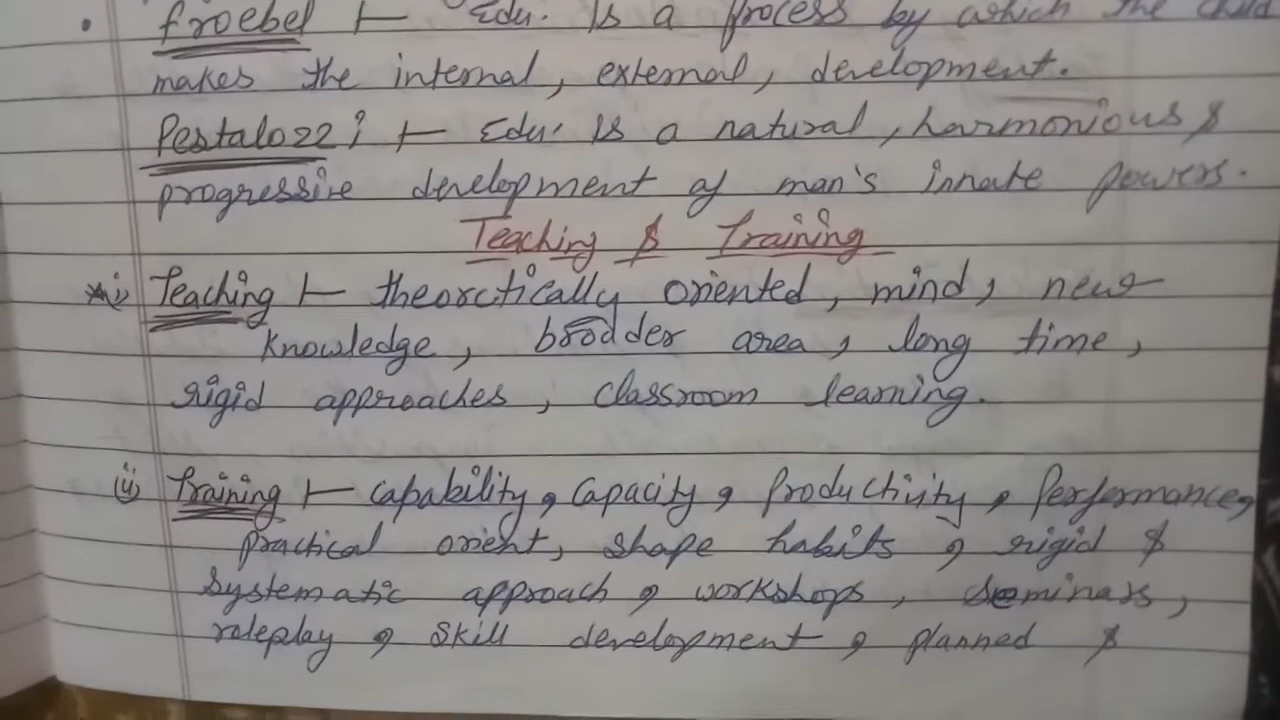 • Froebel ⊢ Edu. Is a Process by which the child
makes the internal, external, development.
Pestalozzi ⊢ Edu. Is a natural, harmonious &
progressive development of man's innate powers.
Teaching & Training
*i) Teaching ⊢ theorctically oriented, mind, new
knowledge, brodder area, long time,
rigid approaches, classroom learning.
(ii) Training ⊢ Capability, Capacity, Productivity, Performance,
practical orient, shape habits, rigid &
systematic approach, workshops, seminars,
roleplay, skill development, planned &